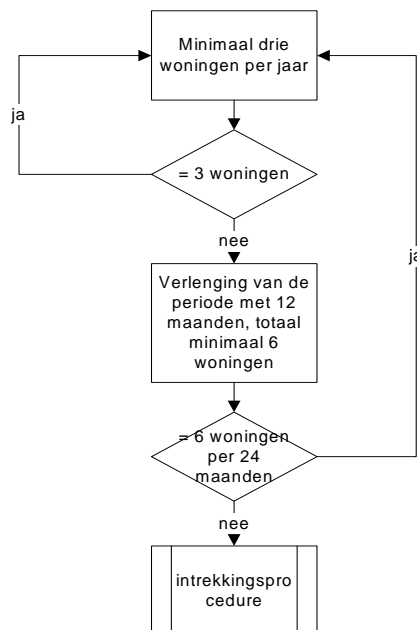 Minimaal drie
woningen per jaar
ja
= 3 woningen
nee
ja
Verlenging van de
periode met 12
maanden, totaal
minimaal 6
woningen
= 6 woningen
per 24
maanden
nee
intrekkingspro
cedure